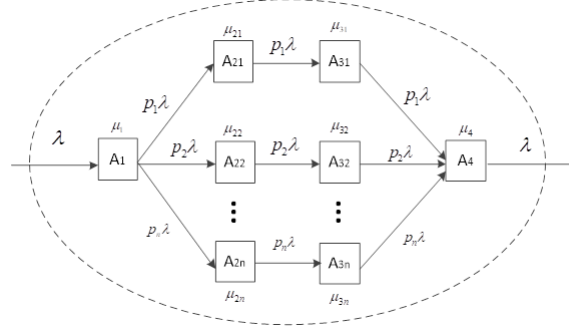 μ₂₁ μ₃₁
A₂₁ p₁λ A₃₁
p₁λ p₁λ
λ μ₁ μ₂₂ μ₃₂ μ₄ λ
A₁ p₂λ A₂₂ p₂λ A₃₂ p₂λ A₄
⋮ ⋮
pₙλ pₙλ
A₂ₙ pₙλ A₃ₙ
μ₂ₙ μ₃ₙ